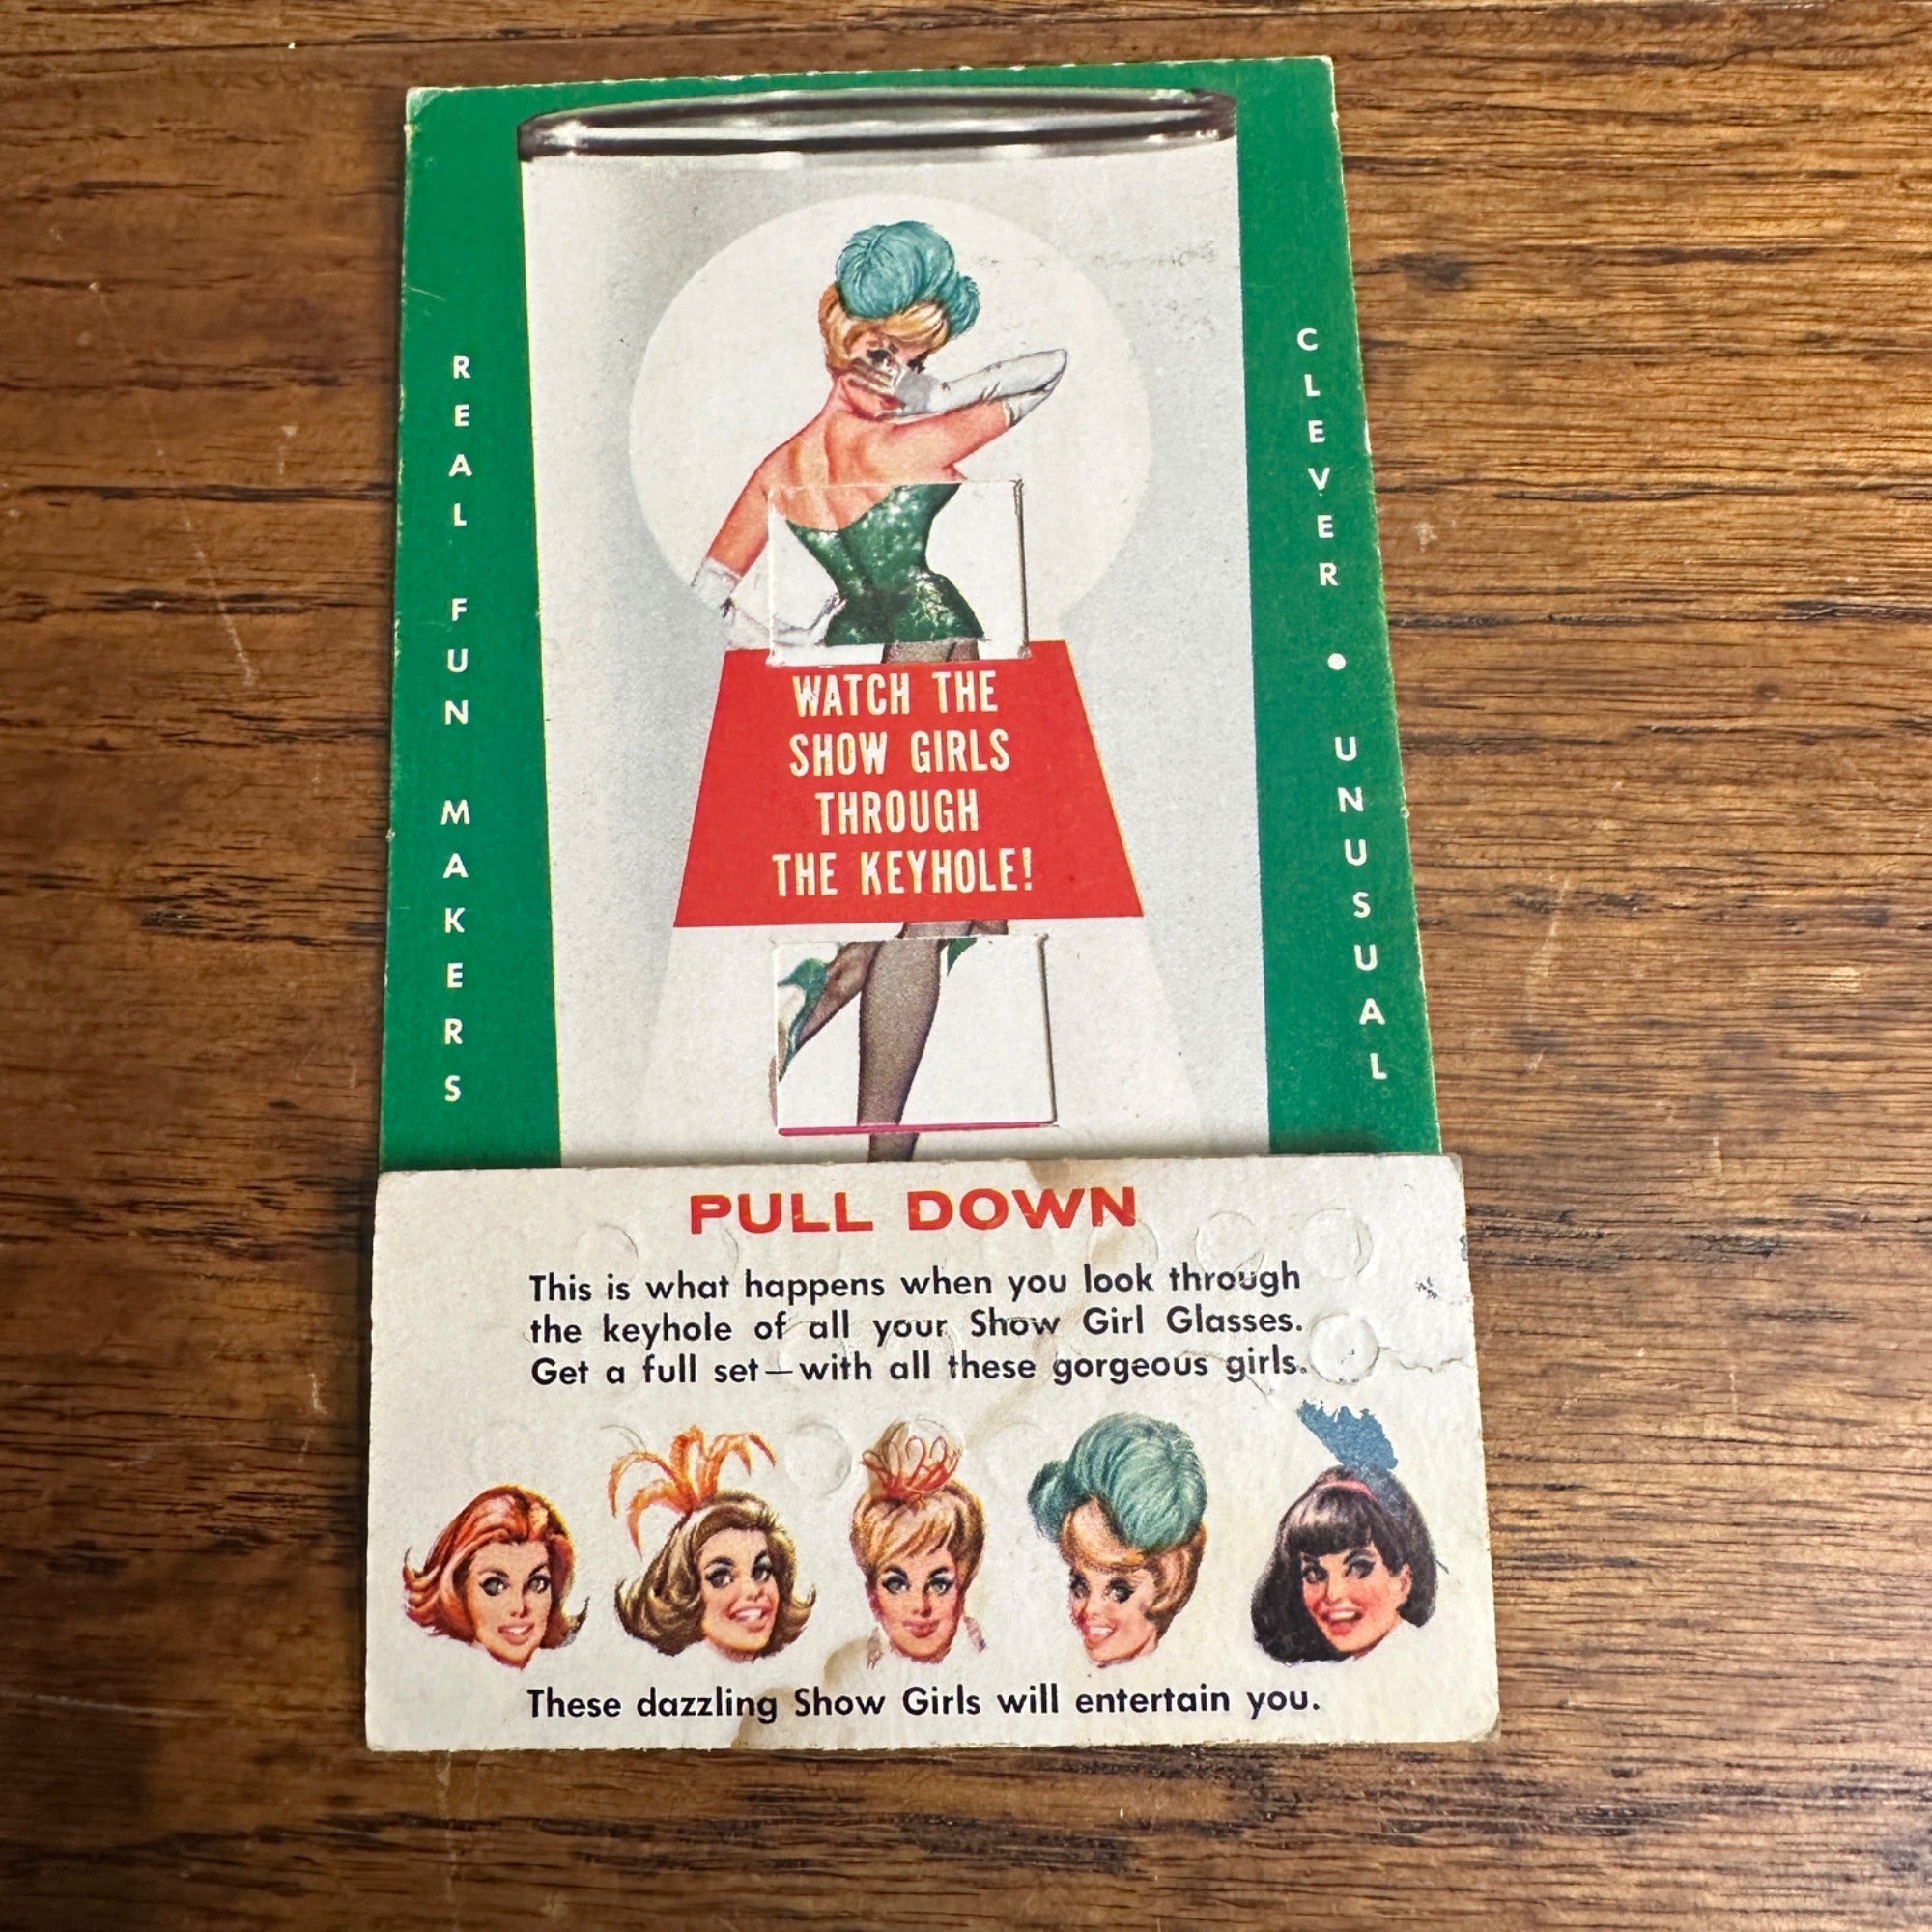 REAL FUN MAKERS
CLEVER • UNUSUAL
WATCH THE
SHOW GIRLS
THROUGH
THE KEYHOLE!
PULL DOWN
This is what happens when you look through
the keyhole of all your Show Girl Glasses.
Get a full set—with all these gorgeous girls.
These dazzling Show Girls will entertain you.